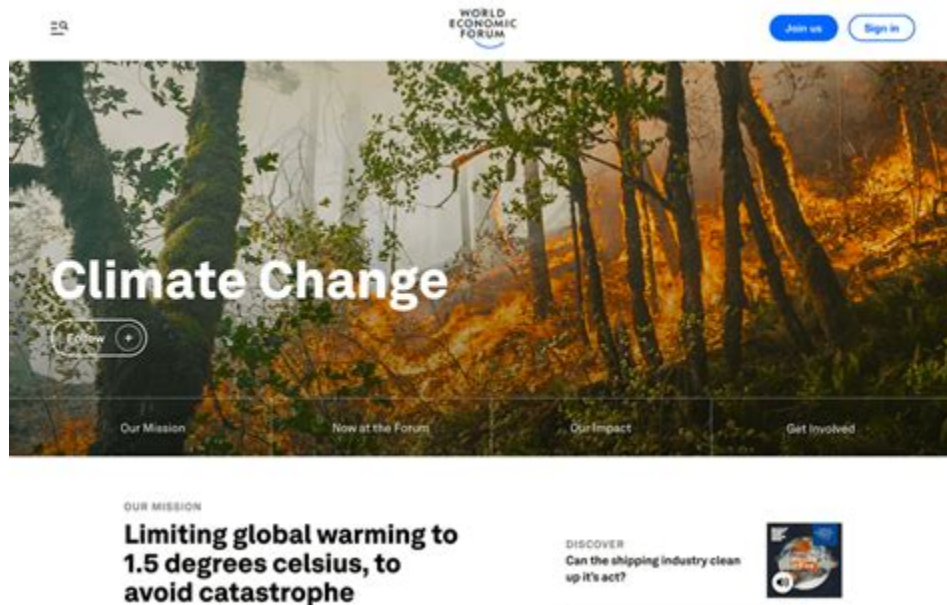 WORLD
ECONOMIC
FORUM
Join us
Sign in
Climate Change
Follow
Our Mission
Now at the Forum
Our Impact
Get Involved
OUR MISSION
Limiting global warming to
1.5 degrees celsius, to
avoid catastrophe
DISCOVER
Can the shipping industry clean
up it's act?